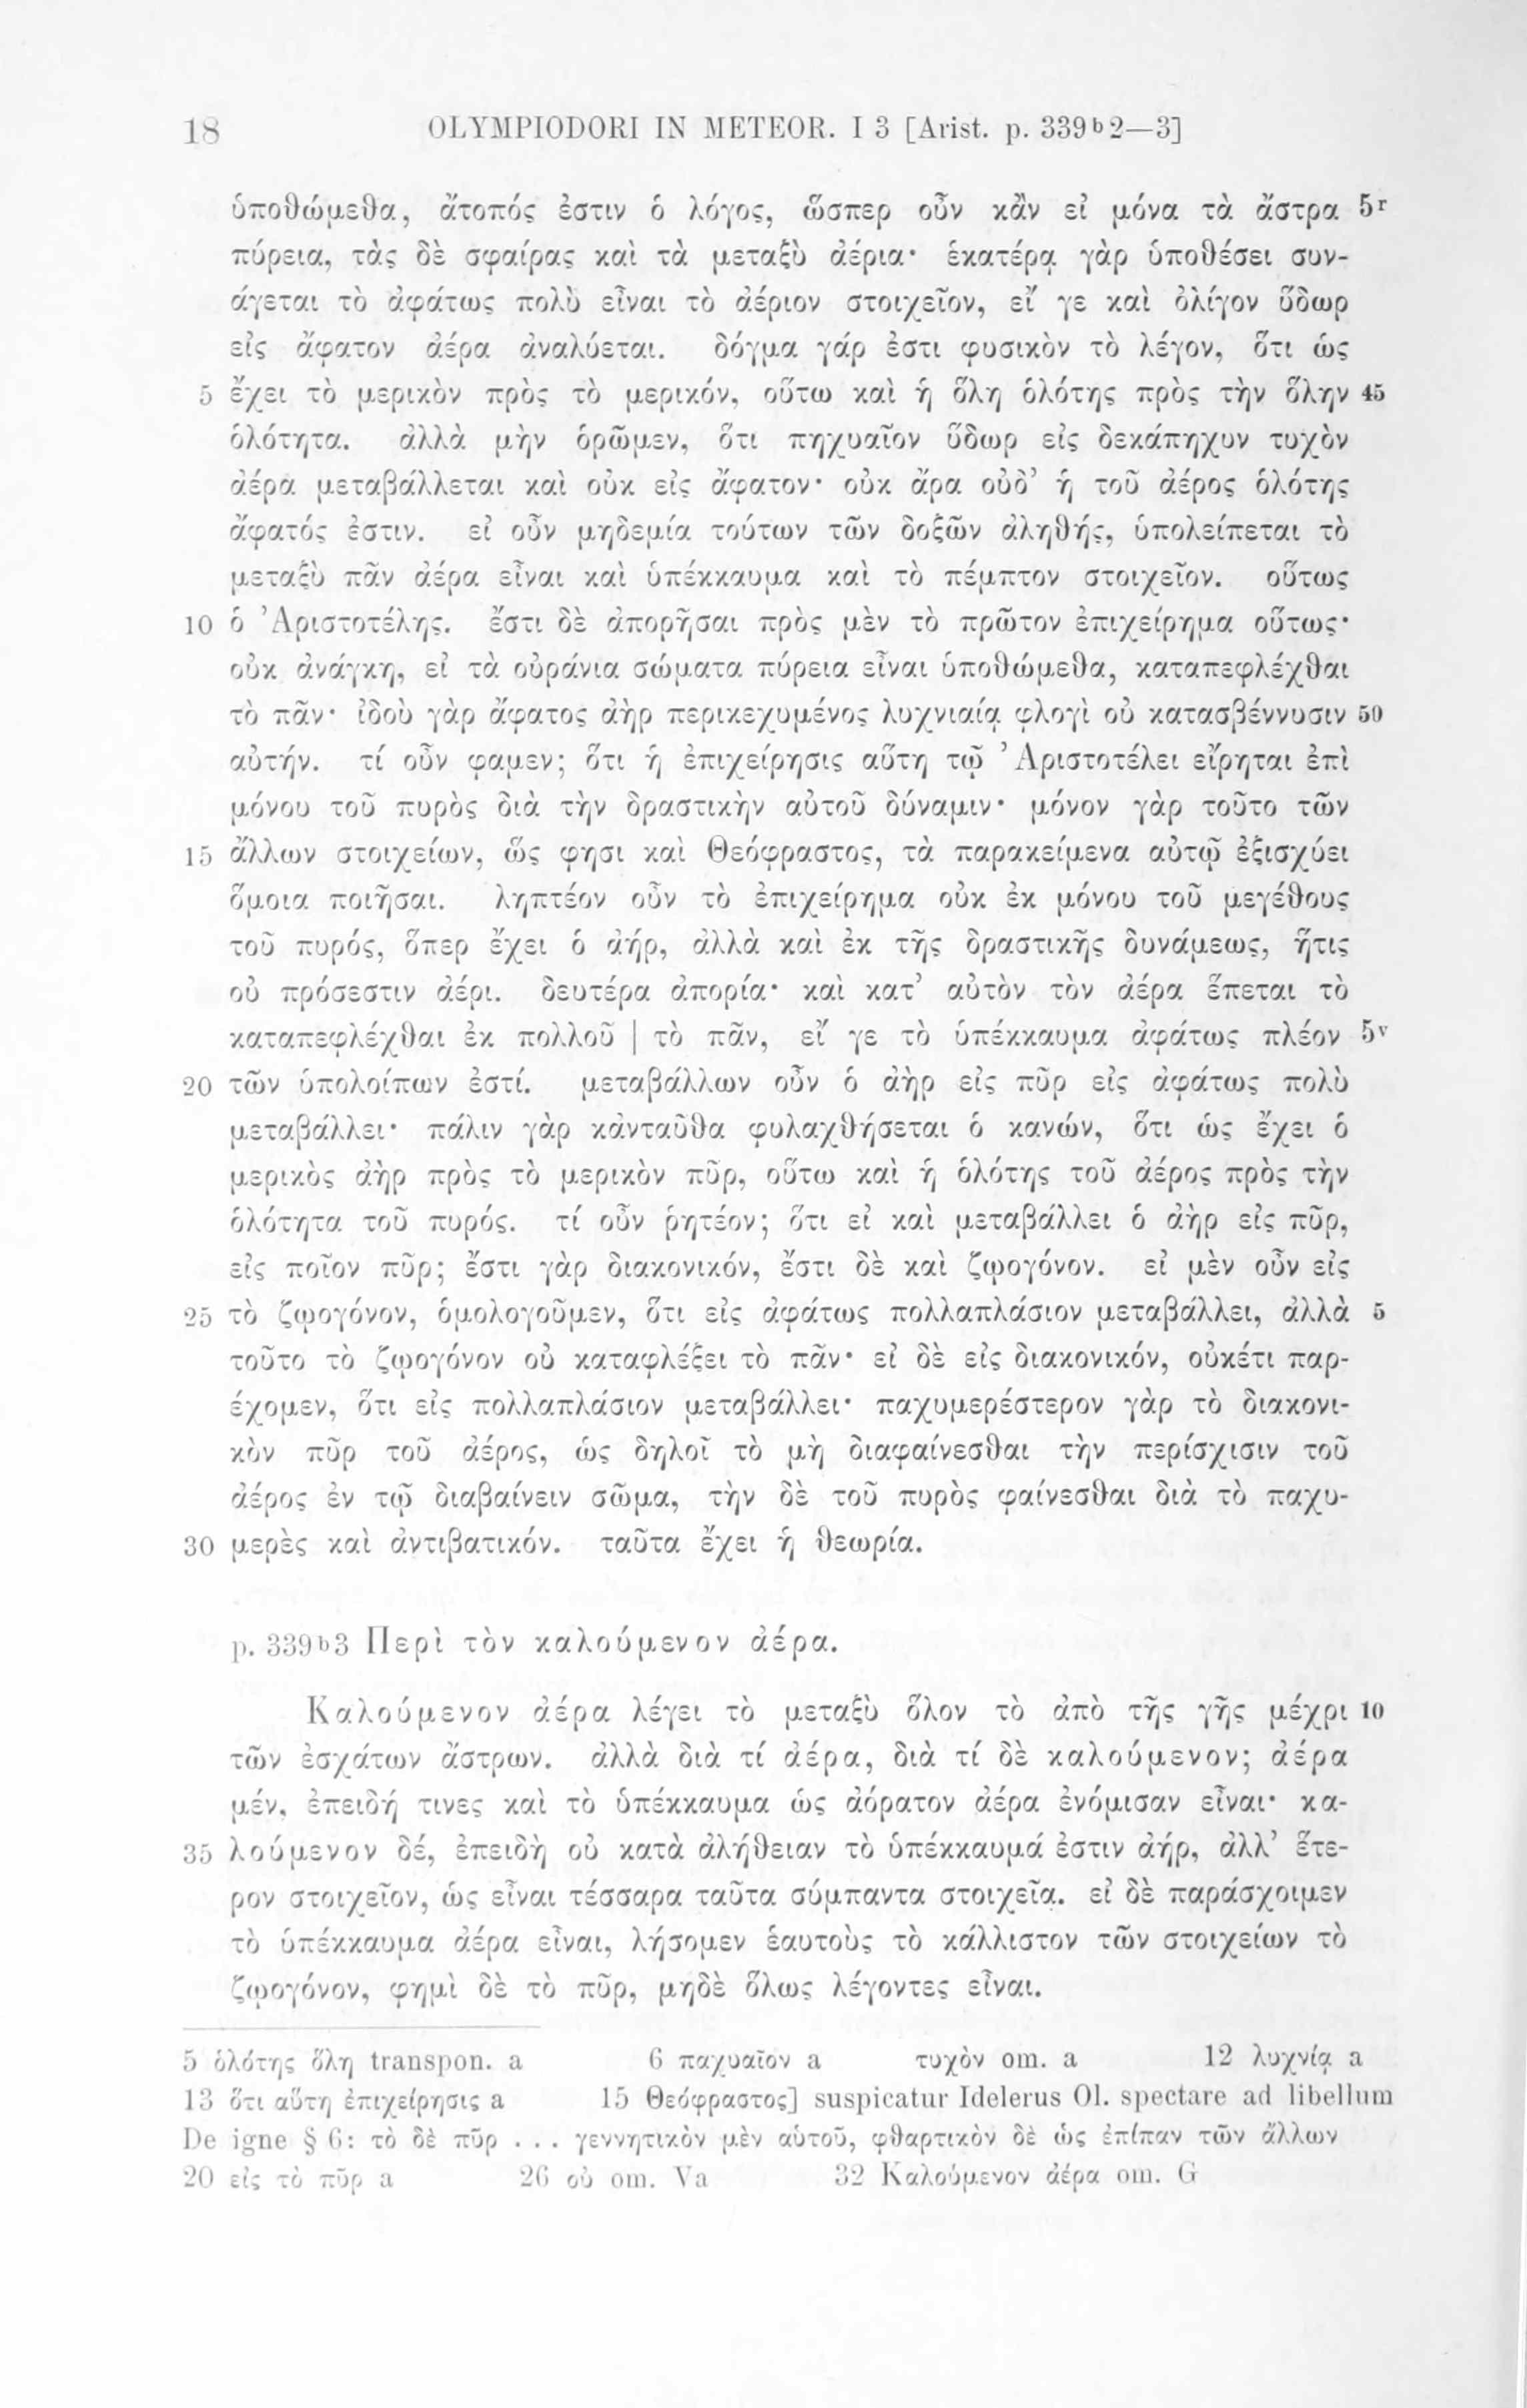 18 OLYMPIODORI IN METEOR. I 3 [Arist. p. 339ᵇ2—3]
ὑποθώμεθα, ἄτοπός ἐστιν ὁ λόγος, ὥσπερ οὖν κἂν εἰ μόνα τὰ ἄστρα 5ʳ
πύρεια, τὰς δὲ σφαίρας καὶ τὰ μεταξὺ ἀέρια· ἑκατέρᾳ γὰρ ὑποθέσει συν-
άγεται τὸ ἀφάτως πολὺ εἶναι τὸ ἀέριον στοιχεῖον, εἴ γε καὶ ὀλίγον ὕδωρ
εἰς ἄφατον ἀέρα ἀναλύεται. δόγμα γάρ ἐστι φυσικὸν τὸ λέγον, ὅτι ὡς
5 ἔχει τὸ μερικὸν πρὸς τὸ μερικόν, οὕτω καὶ ἡ ὅλη ὁλότης πρὸς τὴν ὅλην 45
ὁλότητα. ἀλλὰ μὴν ὁρῶμεν, ὅτι πηχυαῖον ὕδωρ εἰς δεκάπηχυν τυχὸν
ἀέρα μεταβάλλεται καὶ οὐκ εἰς ἄφατον· οὐκ ἄρα οὐδ’ ἡ τοῦ ἀέρος ὁλότης
ἄφατός ἐστιν. εἰ οὖν μηδεμία τούτων τῶν δοξῶν ἀληθής, ὑπολείπεται τὸ
μεταξὺ πᾶν ἀέρα εἶναι καὶ ὑπέκκαυμα καὶ τὸ πέμπτον στοιχεῖον. οὕτως
10 ὁ Ἀριστοτέλης. ἔστι δὲ ἀπορῆσαι πρὸς μὲν τὸ πρῶτον ἐπιχείρημα οὕτως·
οὐκ ἀνάγκη, εἰ τὰ οὐράνια σώματα πύρεια εἶναι ὑποθώμεθα, καταπεφλέχθαι
τὸ πᾶν· ἰδοὺ γὰρ ἄφατος ἀὴρ περικεχυμένος λυχνιαίᾳ φλογὶ οὐ κατασβέννυσιν 50
αὐτήν. τί οὖν φαμεν; ὅτι ἡ ἐπιχείρησις αὕτη τῷ Ἀριστοτέλει εἴρηται ἐπὶ
μόνου τοῦ πυρὸς διὰ τὴν δραστικὴν αὐτοῦ δύναμιν· μόνον γὰρ τοῦτο τῶν
15 ἄλλων στοιχείων, ὥς φησι καὶ Θεόφραστος, τὰ παρακείμενα αὐτῷ ἐξισχύει
ὅμοια ποιῆσαι. ληπτέον οὖν τὸ ἐπιχείρημα οὐκ ἐκ μόνου τοῦ μεγέθους
τοῦ πυρός, ὅπερ ἔχει ὁ ἀήρ, ἀλλὰ καὶ ἐκ τῆς δραστικῆς δυνάμεως, ἥτις
οὐ πρόσεστιν ἀέρι. δευτέρα ἀπορία· καὶ κατ’ αὐτὸν τὸν ἀέρα ἕπεται τὸ
καταπεφλέχθαι ἐκ πολλοῦ | τὸ πᾶν, εἴ γε τὸ ὑπέκκαυμα ἀφάτως πλέον 5ᵛ
20 τῶν ὑπολοίπων ἐστί. μεταβάλλων οὖν ὁ ἀὴρ εἰς πῦρ εἰς ἀφάτως πολὺ
μεταβάλλει· πάλιν γὰρ κἀνταῦθα φυλαχθήσεται ὁ κανών, ὅτι ὡς ἔχει ὁ
μερικὸς ἀὴρ πρὸς τὸ μερικὸν πῦρ, οὕτω καὶ ἡ ὁλότης τοῦ ἀέρος πρὸς τὴν
ὁλότητα τοῦ πυρός. τί οὖν ῥητέον; ὅτι εἰ καὶ μεταβάλλει ὁ ἀὴρ εἰς πῦρ,
εἰς ποῖον πῦρ; ἔστι γὰρ διακονικόν, ἔστι δὲ καὶ ζῳογόνον. εἰ μὲν οὖν εἰς
25 τὸ ζῳογόνον, ὁμολογοῦμεν, ὅτι εἰς ἀφάτως πολλαπλάσιον μεταβάλλει, ἀλλὰ 5
τοῦτο τὸ ζῳογόνον οὐ καταφλέξει τὸ πᾶν· εἰ δὲ εἰς διακονικόν, οὐκέτι παρ-
έχομεν, ὅτι εἰς πολλαπλάσιον μεταβάλλει· παχυμερέστερον γὰρ τὸ διακονι-
κὸν πῦρ τοῦ ἀέρος, ὡς δηλοῖ τὸ μὴ διαφαίνεσθαι τὴν περίσχισιν τοῦ
ἀέρος ἐν τῷ διαβαίνειν σῶμα, τὴν δὲ τοῦ πυρὸς φαίνεσθαι διὰ τὸ παχυ-
30 μερὲς καὶ ἀντιβατικόν. ταῦτα ἔχει ἡ θεωρία.
p. 339ᵇ3 Περὶ τὸν καλούμενον ἀέρα.
Καλούμενον ἀέρα λέγει τὸ μεταξὺ ὅλον τὸ ἀπὸ τῆς γῆς μέχρι 10
τῶν ἐσχάτων ἄστρων. ἀλλὰ διὰ τί ἀέρα, διὰ τί δὲ καλούμενον; ἀέρα
μέν, ἐπειδή τινες καὶ τὸ ὑπέκκαυμα ὡς ἀόρατον ἀέρα ἐνόμισαν εἶναι· κα-
35 λούμενον δέ, ἐπειδὴ οὐ κατὰ ἀλήθειαν τὸ ὑπέκκαυμά ἐστιν ἀήρ, ἀλλ’ ἕτε-
ρον στοιχεῖον, ὡς εἶναι τέσσαρα ταῦτα σύμπαντα στοιχεῖα. εἰ δὲ παράσχοιμεν
τὸ ὑπέκκαυμα ἀέρα εἶναι, λήσομεν ἑαυτοὺς τὸ κάλλιστον τῶν στοιχείων τὸ
ζῳογόνον, φημὶ δὲ τὸ πῦρ, μηδὲ ὅλως λέγοντες εἶναι.
5 ὁλότης ὅλη transpon. a 6 παχυαῖον a τυχὸν om. a 12 λυχνίᾳ a
13 ὅτι αὕτη ἐπιχείρησις a 15 Θεόφραστος] suspicatur Idelerus Ol. spectare ad libellum
De igne § 6: τὸ δὲ πῦρ . . . γεννητικὸν μὲν αὑτοῦ, φθαρτικὸν δὲ ὡς ἐπίπαν τῶν ἄλλων
20 εἰς τὸ πῦρ a 26 οὐ om. Va 32 Καλούμενον ἀέρα om. G